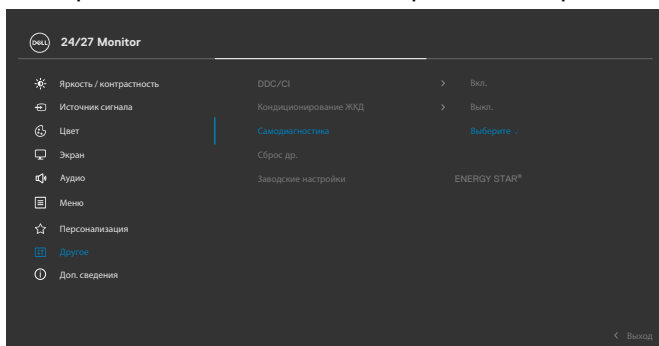 DELL 24/27 Monitor
Яркость / контрастность DDC/CI > Вкл.
Источник сигнала Кондиционирование ЖКД > Выкл.
Цвет Самодиагностика Выберите
Экран Сброс др.
Аудио Заводские настройки ENERGY STAR®
Меню
Персонализация
Другое
Доп. сведения
< Выход